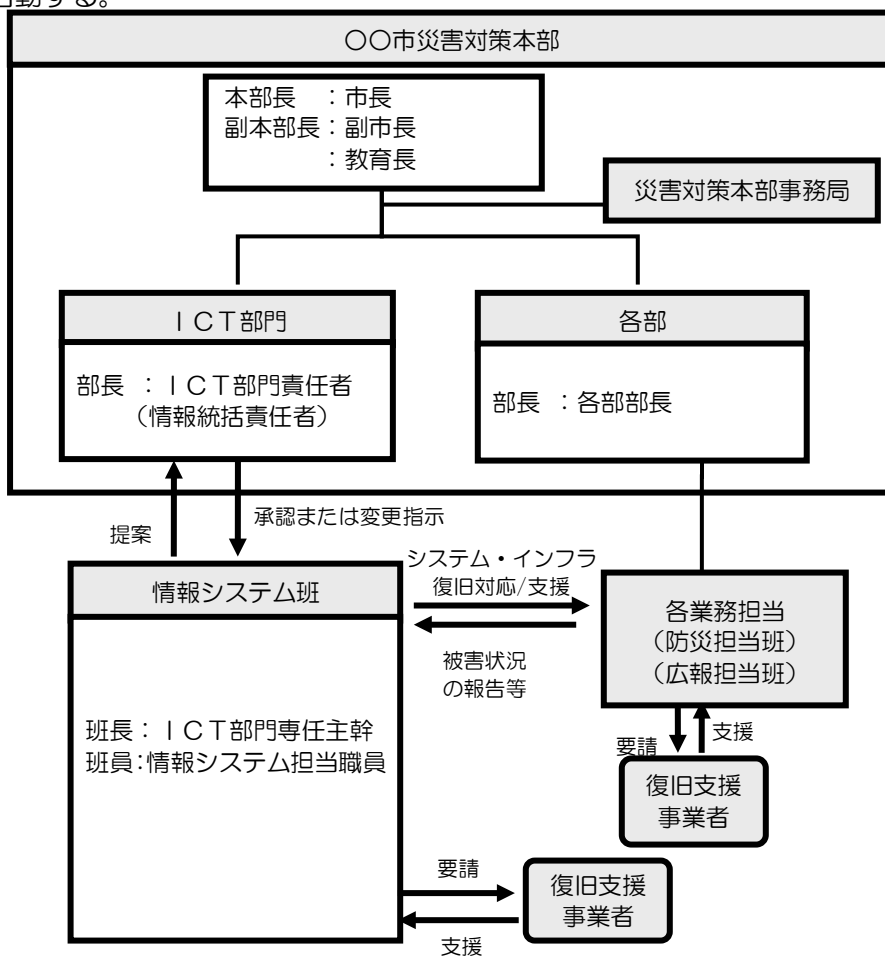 動する。
〇〇市災害対策本部
本部長　：市長
副本部長：副市長
：教育長
災害対策本部事務局
ＩＣＴ部門
部長　：ＩＣＴ部門責任者
（情報統括責任者）
各部
部長　：各部部長
提案
承認または変更指示
情報システム班
班長：ＩＣＴ部門専任主幹
班員：情報システム担当職員
システム・インフラ
復旧対応/支援
被害状況
の報告等
各業務担当
（防災担当班）
（広報担当班）
要請
支援
復旧支援
事業者
要請
支援
復旧支援
事業者